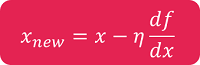 x_new = x − η df/dx